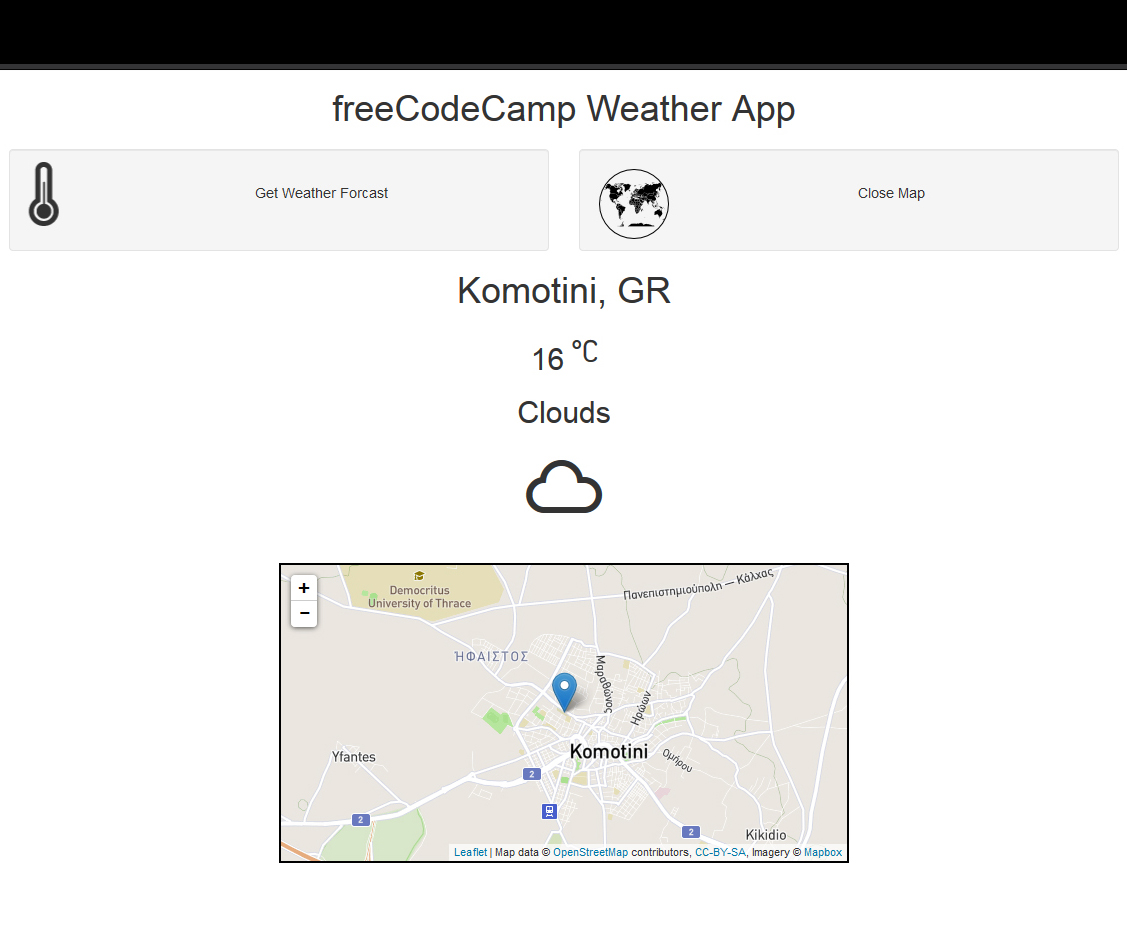 freeCodeCamp Weather App
Get Weather Forcast
Close Map
Komotini, GR
16 °C
Clouds
+
−
Democritus
University of Thrace
Πανεπιστημιούπολη — Κάλχας
ΉΦΑΙΣΤΟΣ
Μαραθώνος
Ηρώων
Komotini
Ομήρου
Yfantes
2
2
2
Kikidio
Leaflet | Map data © OpenStreetMap contributors, CC-BY-SA, Imagery © Mapbox